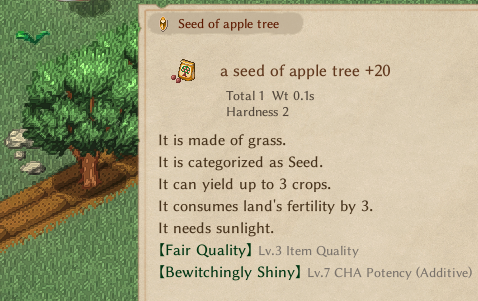 Seed of apple tree
a seed of apple tree +20
Total 1 Wt 0.1s
Hardness 2
It is made of grass.
It is categorized as Seed.
It can yield up to 3 crops.
It consumes land's fertility by 3.
It needs sunlight.
【Fair Quality】 Lv.3 Item Quality
【Bewitchingly Shiny】 Lv.7 CHA Potency (Additive)